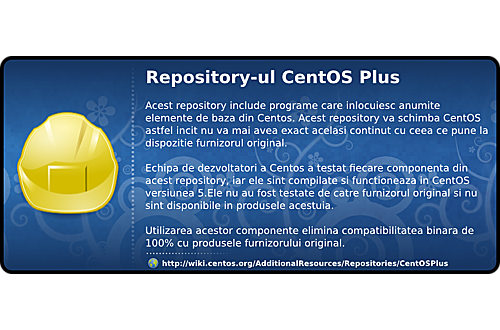 Repository-ul CentOS Plus
Acest repository include programe care inlocuiesc anumite
elemente de baza din Centos. Acest repository va schimba CentOS
astfel incit nu va mai avea exact acelasi continut cu ceea ce pune la
dispozitie furnizorul original.
Echipa de dezvoltatori a Centos a testat fiecare componenta din
acest repository, iar ele sint compilate si functioneaza in CentOS
versiunea 5.Ele nu au fost testate de catre furnizorul original si nu
sint disponibile in produsele acestuia.
Utilizarea acestor componente elimina compatibilitatea binara de
100% cu produsele furnizorului original.
http://wiki.centos.org/AdditionalResources/Repositories/CentOSPlus